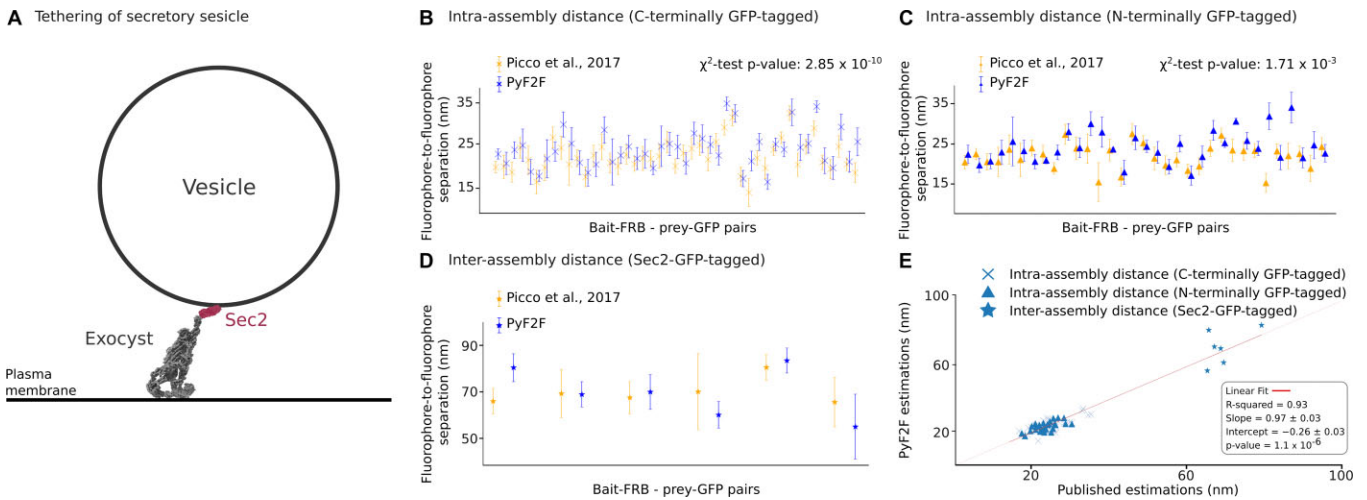 A Tethering of secretory sesicle
Vesicle
Exocyst
Sec2
Plasma
membrane
B Intra-assembly distance (C-terminally GFP-tagged)
Picco et al., 2017
PyF2F
χ²-test p-value: 2.85 x 10⁻¹⁰
Fluorophore-to-fluorophore
separation (nm)
35
25
15
Bait-FRB - prey-GFP pairs
C Intra-assembly distance (N-terminally GFP-tagged)
Picco et al., 2017
PyF2F
χ²-test p-value: 1.71 x 10⁻³
Fluorophore-to-fluorophore
separation (nm)
35
25
15
Bait-FRB - prey-GFP pairs
D Inter-assembly distance (Sec2-GFP-tagged)
Picco et al., 2017
PyF2F
Fluorophore-to-fluorophore
separation (nm)
90
70
50
Bait-FRB - prey-GFP pairs
E
Intra-assembly distance (C-terminally GFP-tagged)
Intra-assembly distance (N-terminally GFP-tagged)
Inter-assembly distance (Sec2-GFP-tagged)
PyF2F estimations (nm)
100
60
20
Linear Fit
R-squared = 0.93
Slope = 0.97 ± 0.03
Intercept = −0.26 ± 0.03
p-value = 1.1 x 10⁻⁶
20
60
100
Published estimations (nm)